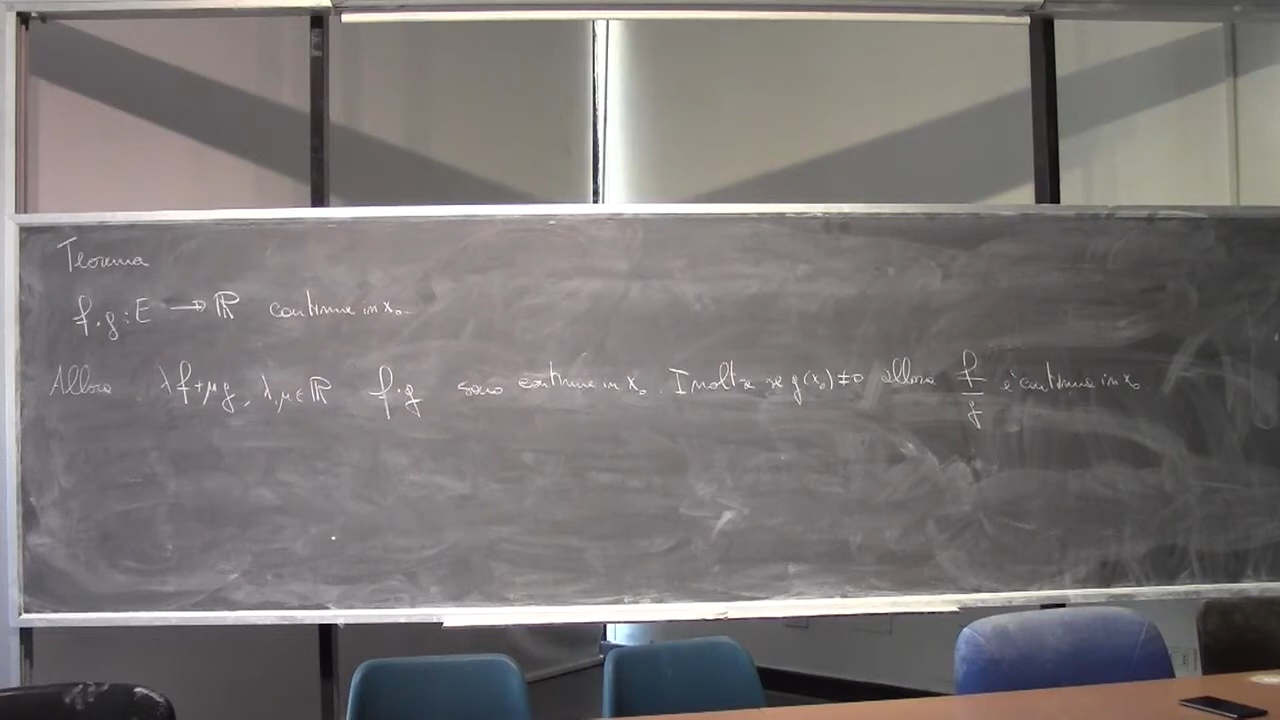 Teorema
f, g : E → ℝ continue in x₀.
Allora λf + μg, λ, μ ∈ ℝ f·g sono continue in x₀. Inoltre se g(x₀) ≠ 0 allora f/g è continua in x₀